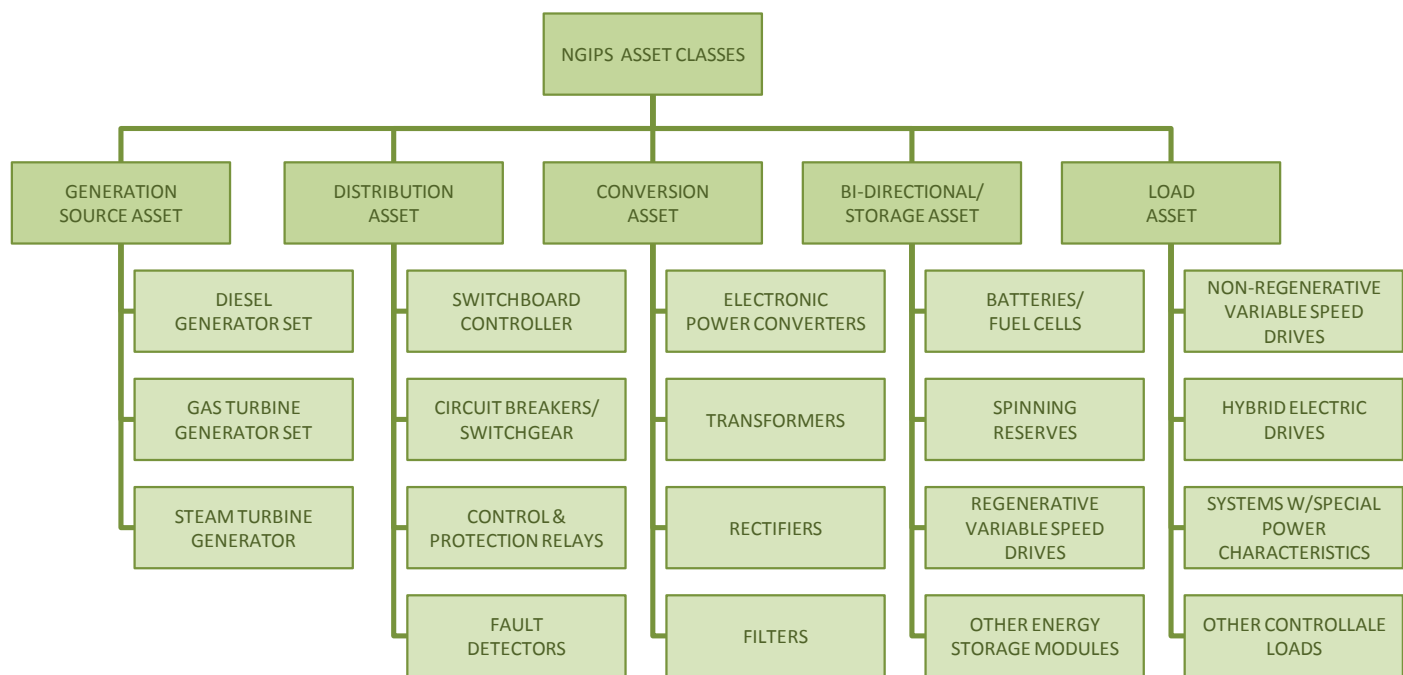 NGIPS ASSET CLASSES
GENERATION
SOURCE ASSET
DISTRIBUTION
ASSET
CONVERSION
ASSET
BI-DIRECTIONAL/
STORAGE ASSET
LOAD
ASSET
DIESEL
GENERATOR SET
GAS TURBINE
GENERATOR SET
STEAM TURBINE
GENERATOR
SWITCHBOARD
CONTROLLER
CIRCUIT BREAKERS/
SWITCHGEAR
CONTROL &
PROTECTION RELAYS
FAULT
DETECTORS
ELECTRONIC
POWER CONVERTERS
TRANSFORMERS
RECTIFIERS
FILTERS
BATTERIES/
FUEL CELLS
SPINNING
RESERVES
REGENERATIVE
VARIABLE SPEED
DRIVES
OTHER ENERGY
STORAGE MODULES
NON-REGENERATIVE
VARIABLE SPEED
DRIVES
HYBRID ELECTRIC
DRIVES
SYSTEMS W/SPECIAL
POWER
CHARACTERISTICS
OTHER CONTROLLALE
LOADS